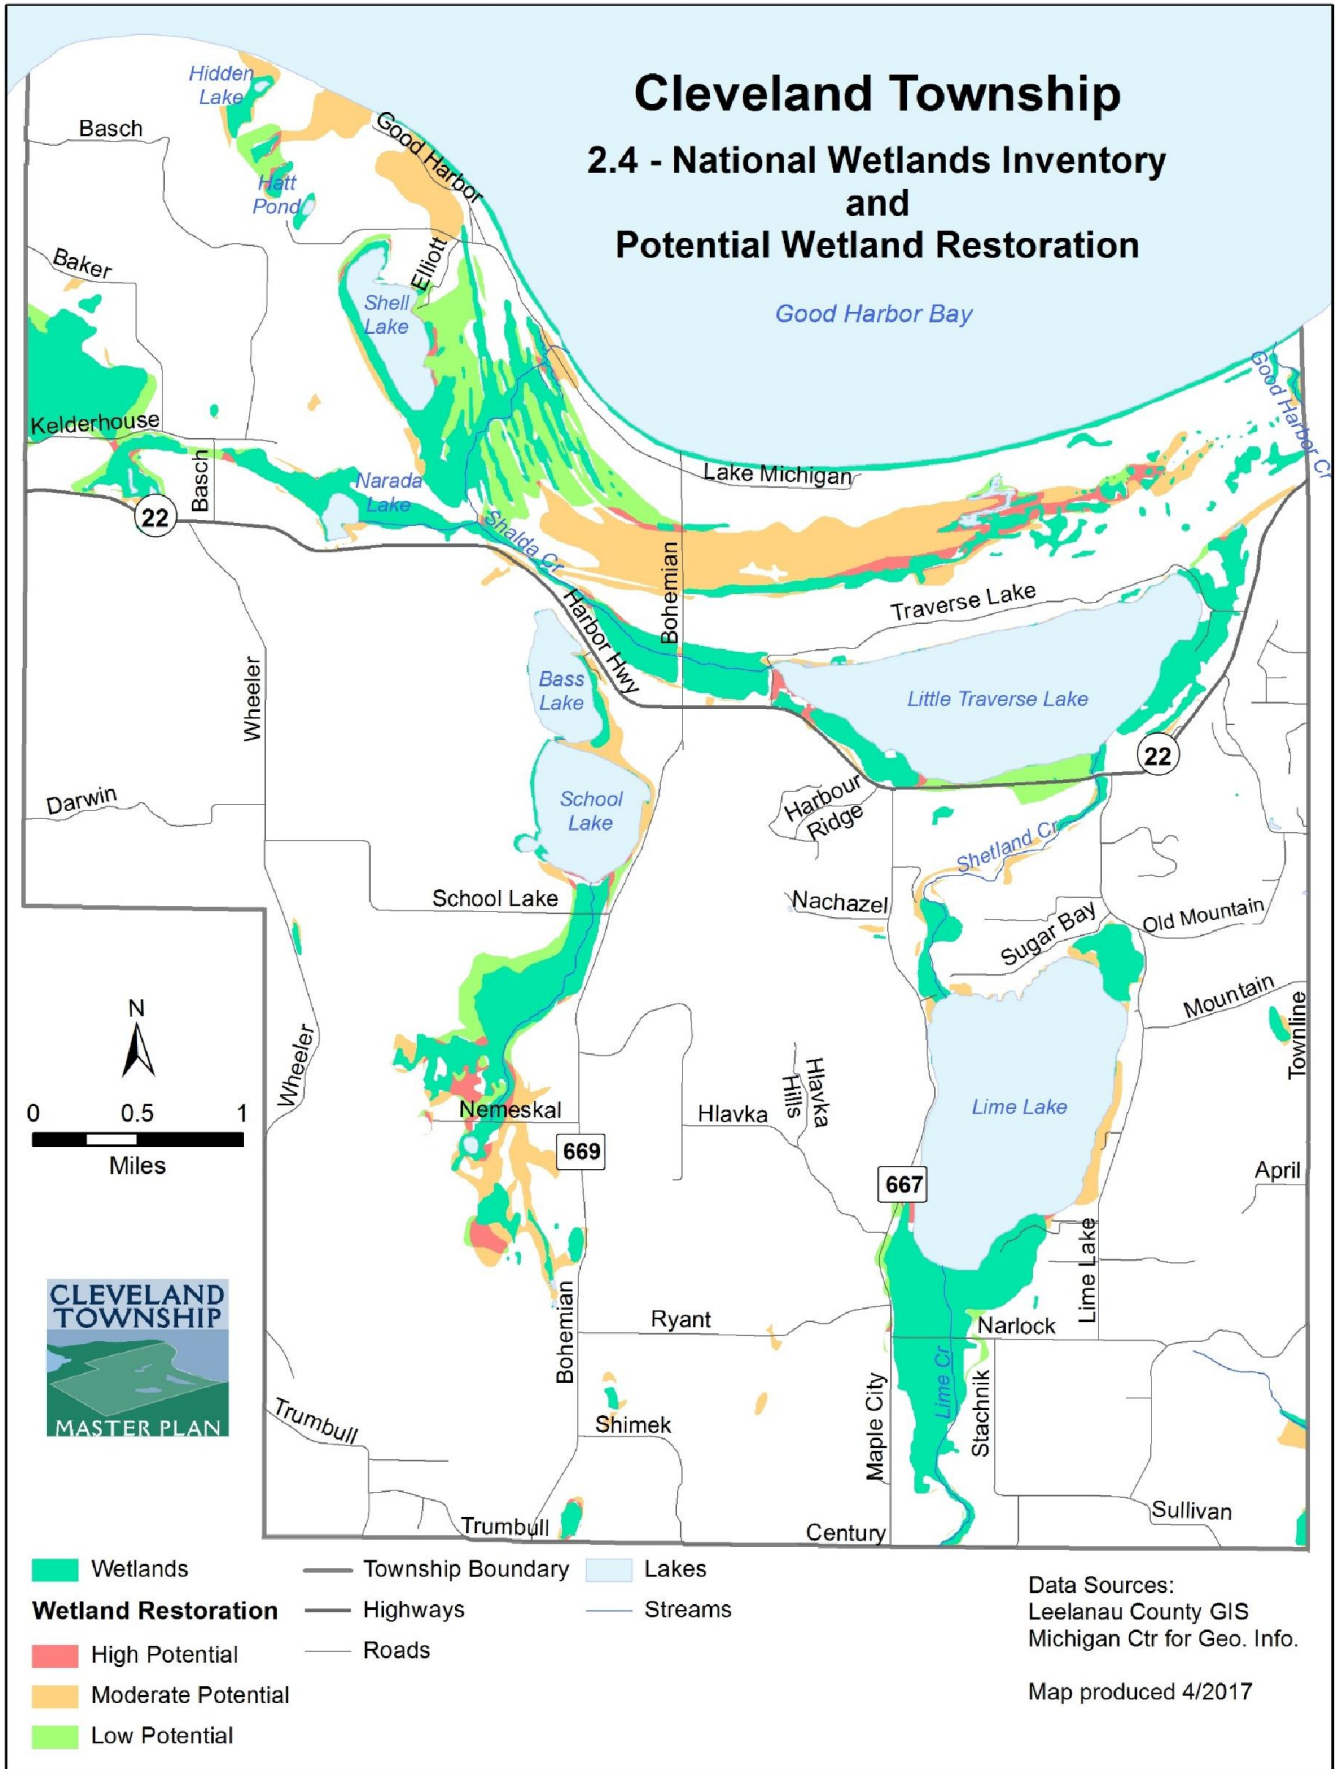 Cleveland Township
2.4 - National Wetlands Inventory
and
Potential Wetland Restoration
Good Harbor Bay
Hidden
Lake
Basch
Good Harbor
Hatt
Pond
Elliott
Baker
Shell
Lake
Good Harbor Cr
Kelderhouse
Basch
Narada
Lake
Lake Michigan
22
Shalda Cr
Bohemian
Traverse Lake
Harbor Hwy
Wheeler
Bass
Lake
Little Traverse Lake
22
Darwin
School
Lake
Harbour
Ridge
Shetland Cr
School Lake
Nachazel
Sugar Bay
Old Mountain
Mountain
Townline
N
Wheeler
0 0.5 1
Miles
Nemeskal
669
Hlavka
Hlavka
Hills
Lime Lake
667
April
Lime Lake
CLEVELAND
TOWNSHIP
MASTER PLAN
Bohemian
Ryant
Narlock
Lime Cr
Stachnik
Maple City
Trumbull
Shimek
Trumbull
Century
Sullivan
Wetlands
Wetland Restoration
High Potential
Moderate Potential
Low Potential
Township Boundary
Highways
Roads
Lakes
Streams
Data Sources:
Leelanau County GIS
Michigan Ctr for Geo. Info.
Map produced 4/2017